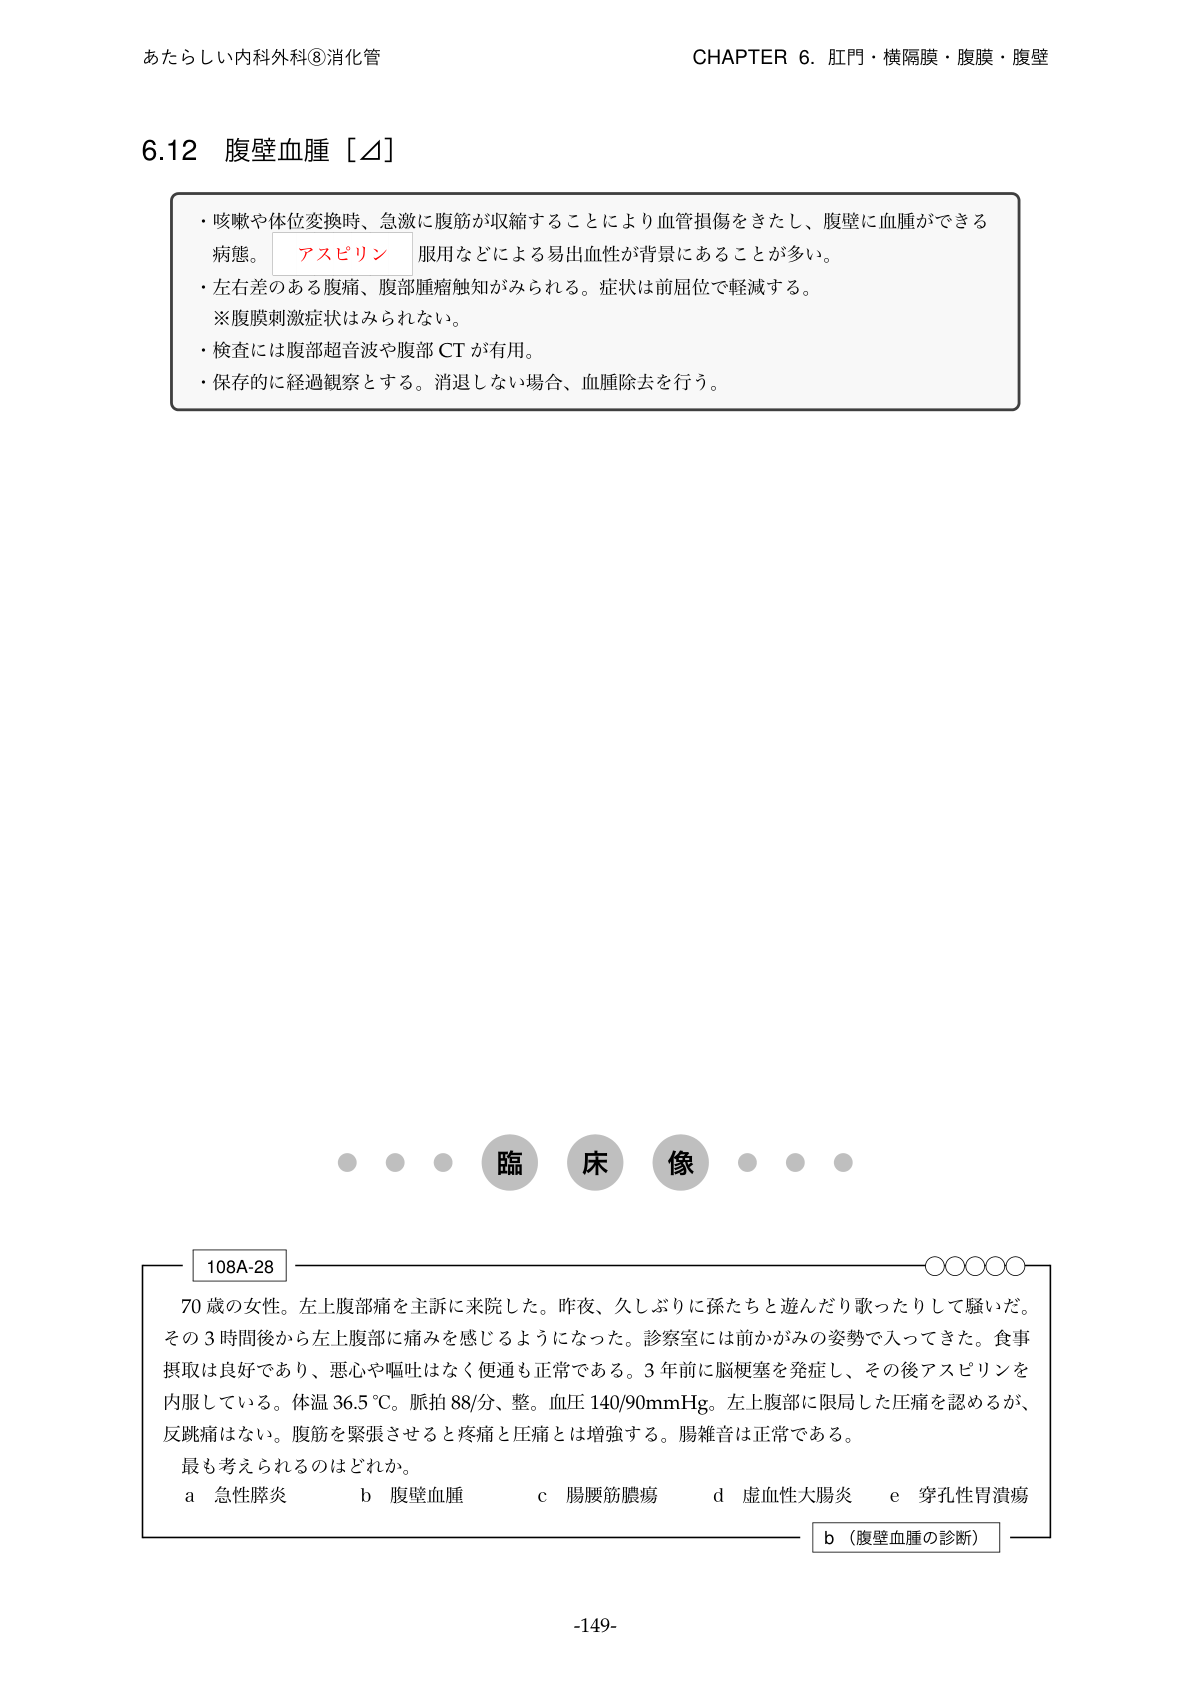 あたらしい内科外科⑧消化管
CHAPTER 6. 肛門・横隔膜・腹膜・腹壁
6.12 腹壁血腫［⊿］
・咳嗽や体位変換時、急激に腹筋が収縮することにより血管損傷をきたし、腹壁に血腫ができる
病態。 アスピリン 服用などによる易出血性が背景にあることが多い。
・左右差のある腹痛、腹部腫瘤触知がみられる。症状は前屈位で軽減する。
※腹膜刺激症状はみられない。
・検査には腹部超音波や腹部 CT が有用。
・保存的に経過観察とする。消退しない場合、血腫除去を行う。
臨床像
108A-28
○○○○○
70 歳の女性。左上腹部痛を主訴に来院した。昨夜、久しぶりに孫たちと遊んだり歌ったりして騒いだ。
その 3 時間後から左上腹部に痛みを感じるようになった。診察室には前かがみの姿勢で入ってきた。食事
摂取は良好であり、悪心や嘔吐はなく便通も正常である。3 年前に脳梗塞を発症し、その後アスピリンを
内服している。体温 36.5 ℃。脈拍 88/分、整。血圧 140/90mmHg。左上腹部に限局した圧痛を認めるが、
反跳痛はない。腹筋を緊張させると疼痛と圧痛とは増強する。腸雑音は正常である。
最も考えられるのはどれか。
a 急性膵炎 b 腹壁血腫 c 腸腰筋膿瘍 d 虚血性大腸炎 e 穿孔性胃潰瘍
b （腹壁血腫の診断）
-149-